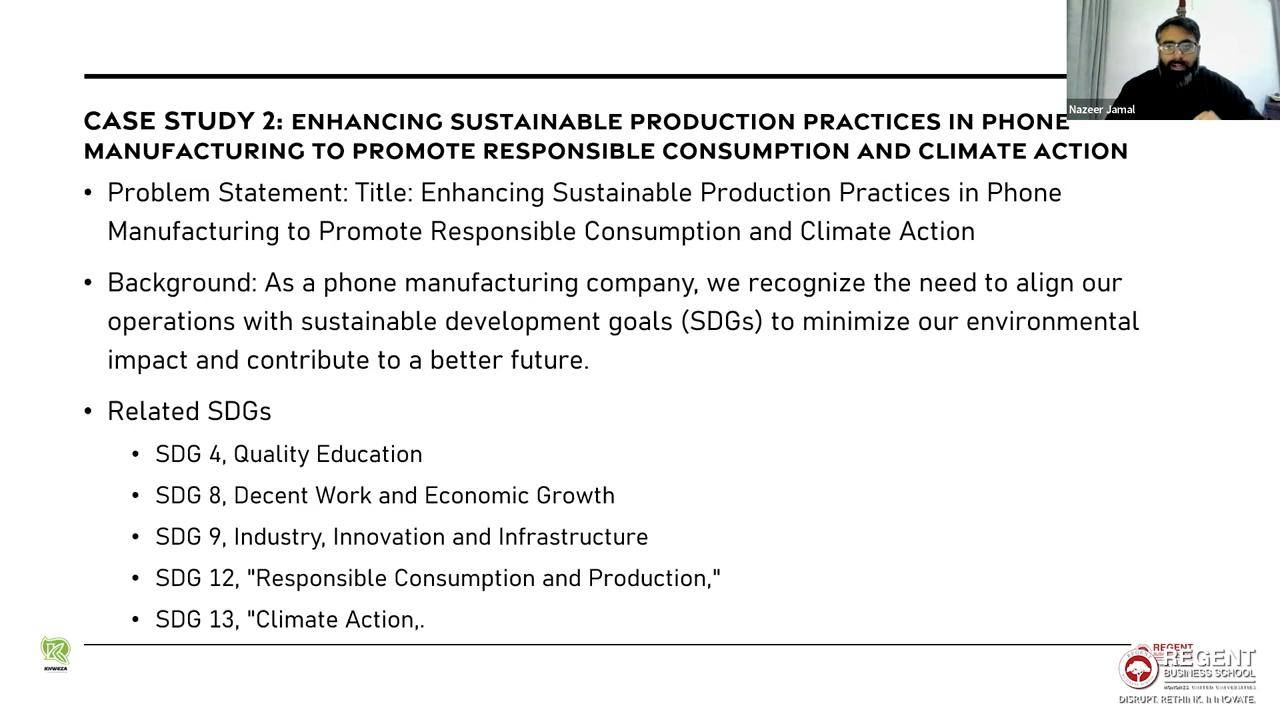 Nazeer Jamal
CASE STUDY 2: ENHANCING SUSTAINABLE PRODUCTION PRACTICES IN PHONE
MANUFACTURING TO PROMOTE RESPONSIBLE CONSUMPTION AND CLIMATE ACTION
• Problem Statement: Title: Enhancing Sustainable Production Practices in Phone
Manufacturing to Promote Responsible Consumption and Climate Action
• Background: As a phone manufacturing company, we recognize the need to align our
operations with sustainable development goals (SDGs) to minimize our environmental
impact and contribute to a better future.
• Related SDGs
• SDG 4, Quality Education
• SDG 8, Decent Work and Economic Growth
• SDG 9, Industry, Innovation and Infrastructure
• SDG 12, "Responsible Consumption and Production,"
• SDG 13, "Climate Action,.
KHWEZA
REGENT
REGENT
BUSINESS SCHOOL
HONORIS UNITED UNIVERSITIES
DISRUPT. RETHINK. INNOVATE.